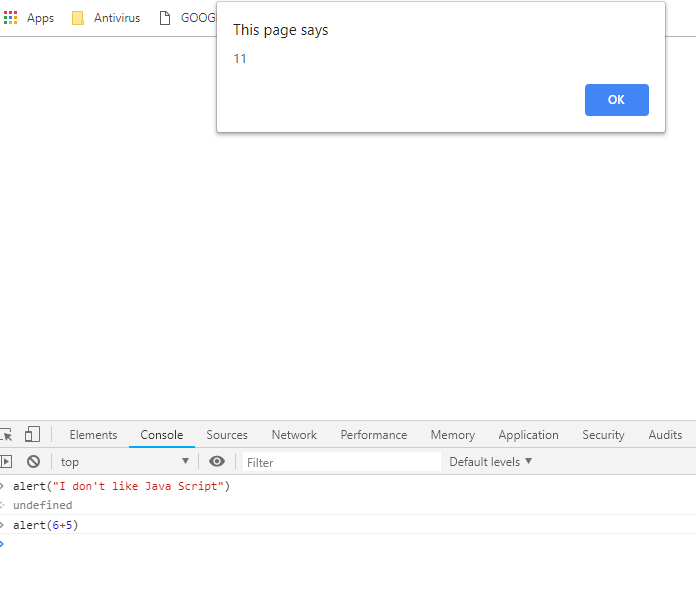 Apps Antivirus GOOG
This page says
11
OK
Elements Console Sources Network Performance Memory Application Security Audits
top Filter Default levels
alert("I don't like Java Script")
undefined
alert(6+5)